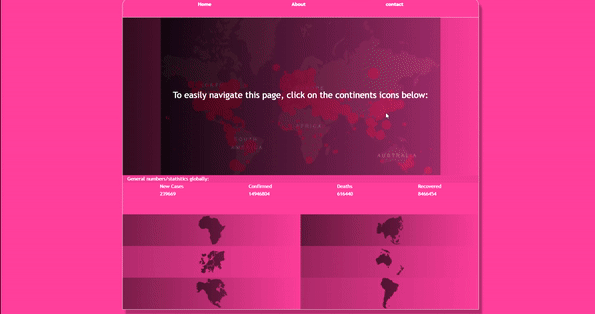 Home About contact
To easily navigate this page, click on the continents icons below:
AFRICA
SOUTH
AMERICA
AUSTRALIA
General numbers/statistics globally:
New Cases Confirmed Deaths Recovered
239669 14946804 616440 8466454